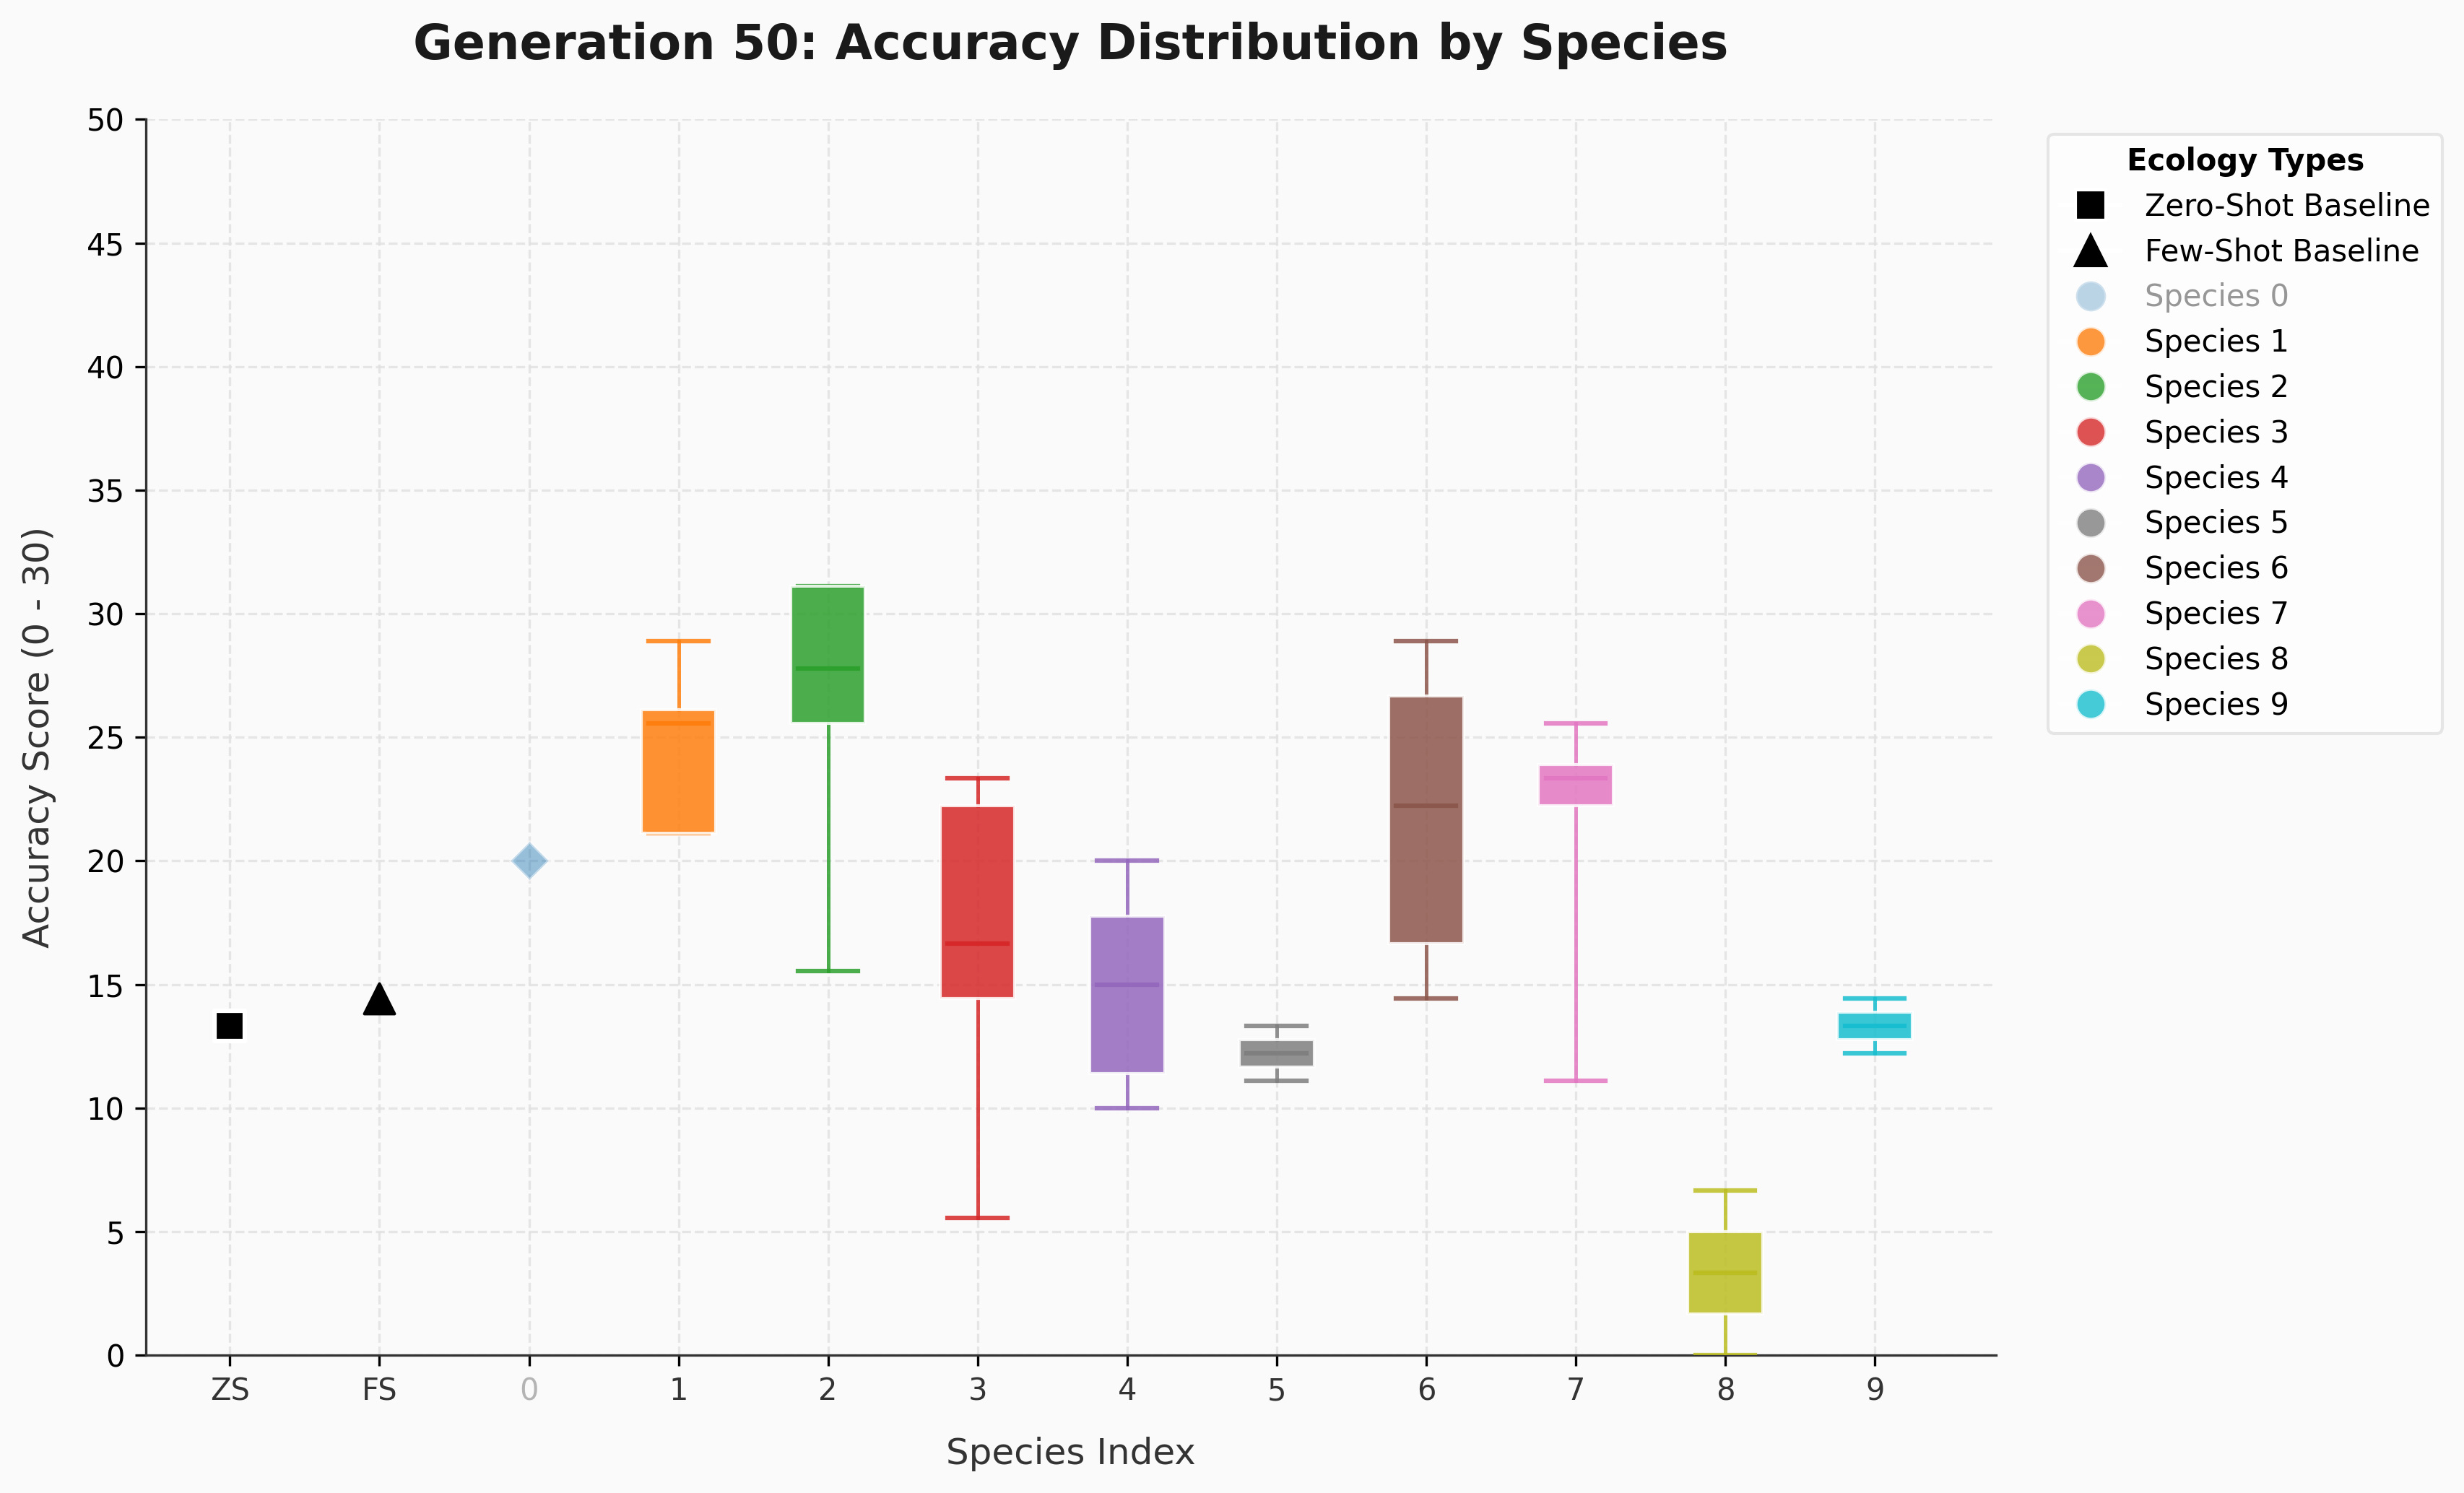 Generation 50: Accuracy Distribution by Species
50
45
40
35
30
25
20
15
10
5
0
Accuracy Score (0 - 30)
ZS FS 0 1 2 3 4 5 6 7 8 9
Species Index
Ecology Types
Zero-Shot Baseline
Few-Shot Baseline
Species 0
Species 1
Species 2
Species 3
Species 4
Species 5
Species 6
Species 7
Species 8
Species 9